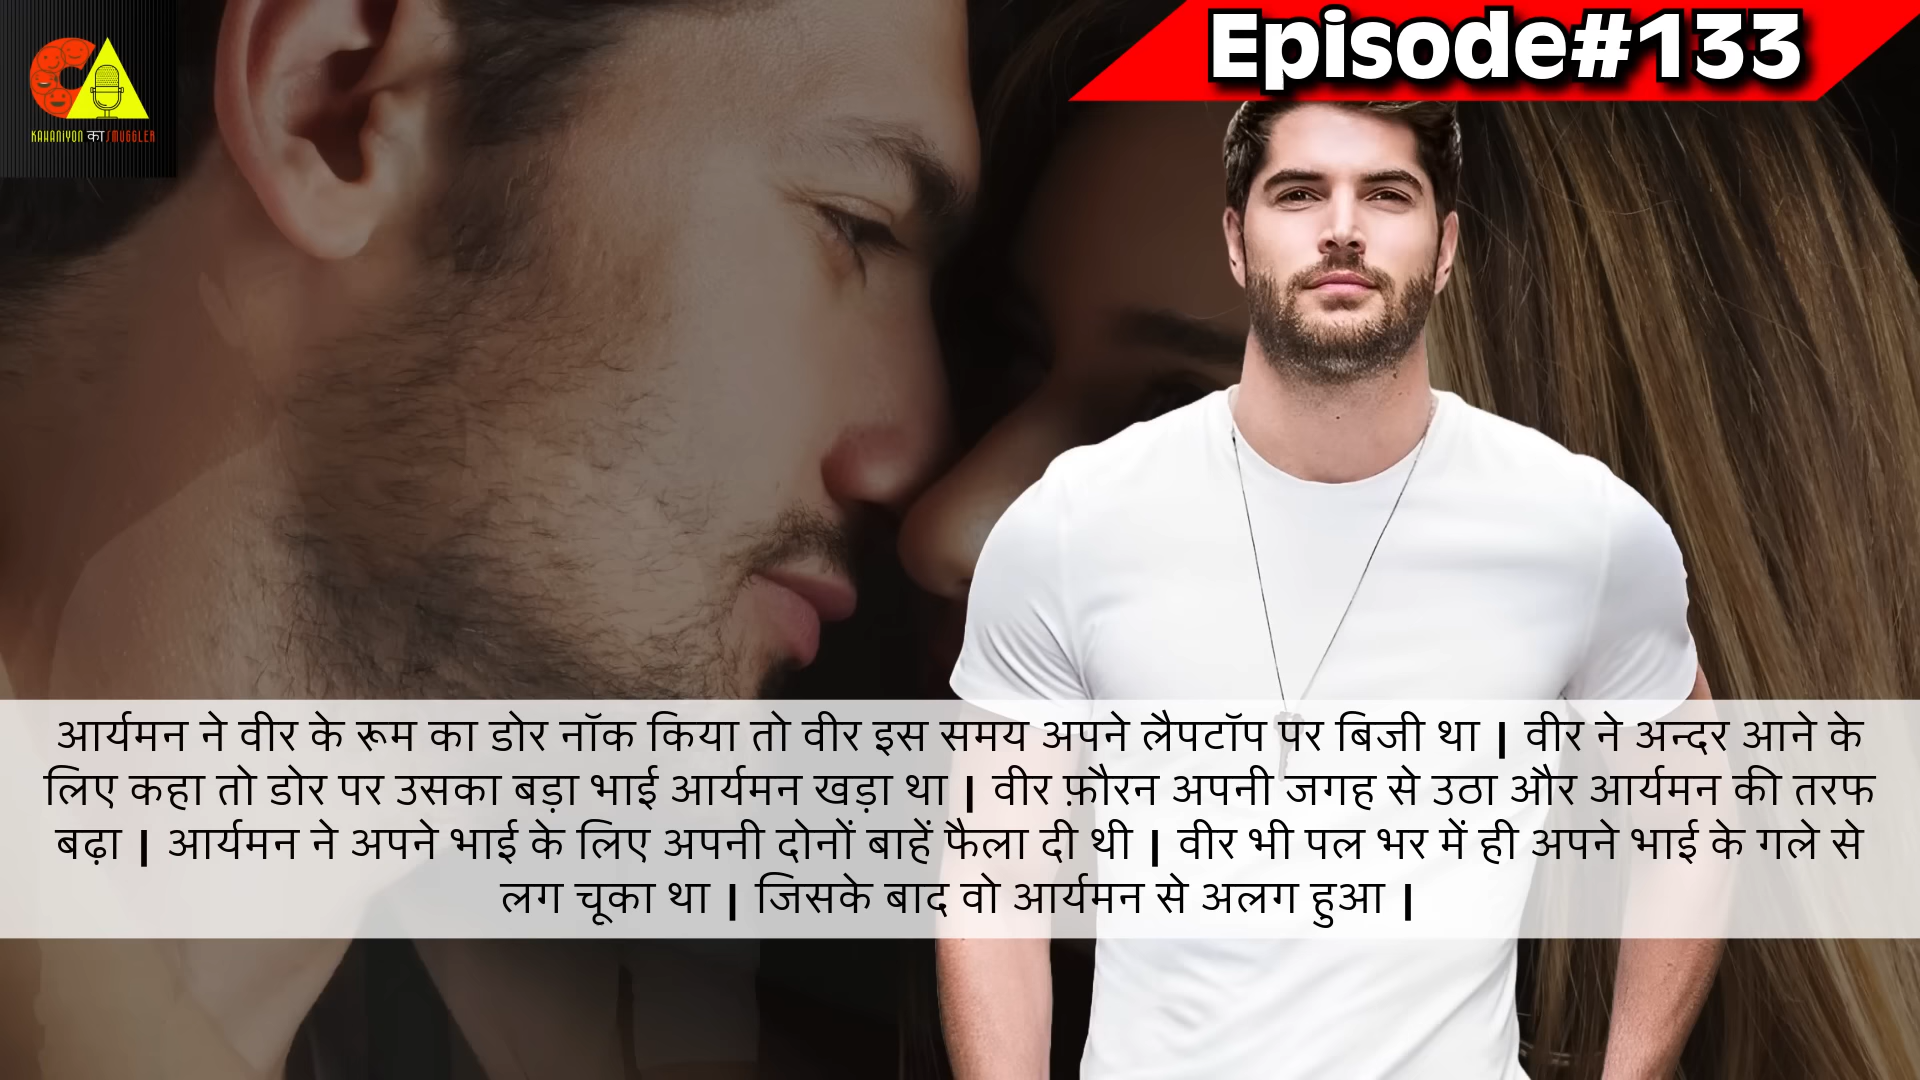 Episode#133
KAHANIYON का SMUGGLER
आर्यमन ने वीर के रूम का डोर नॉक किया तो वीर इस समय अपने लैपटॉप पर बिजी था | वीर ने अन्दर आने के
लिए कहा तो डोर पर उसका बड़ा भाई आर्यमन खड़ा था | वीर फ़ौरन अपनी जगह से उठा और आर्यमन की तरफ
बढ़ा | आर्यमन ने अपने भाई के लिए अपनी दोनों बाहें फैला दी थी | वीर भी पल भर में ही अपने भाई के गले से
लग चूका था | जिसके बाद वो आर्यमन से अलग हुआ |